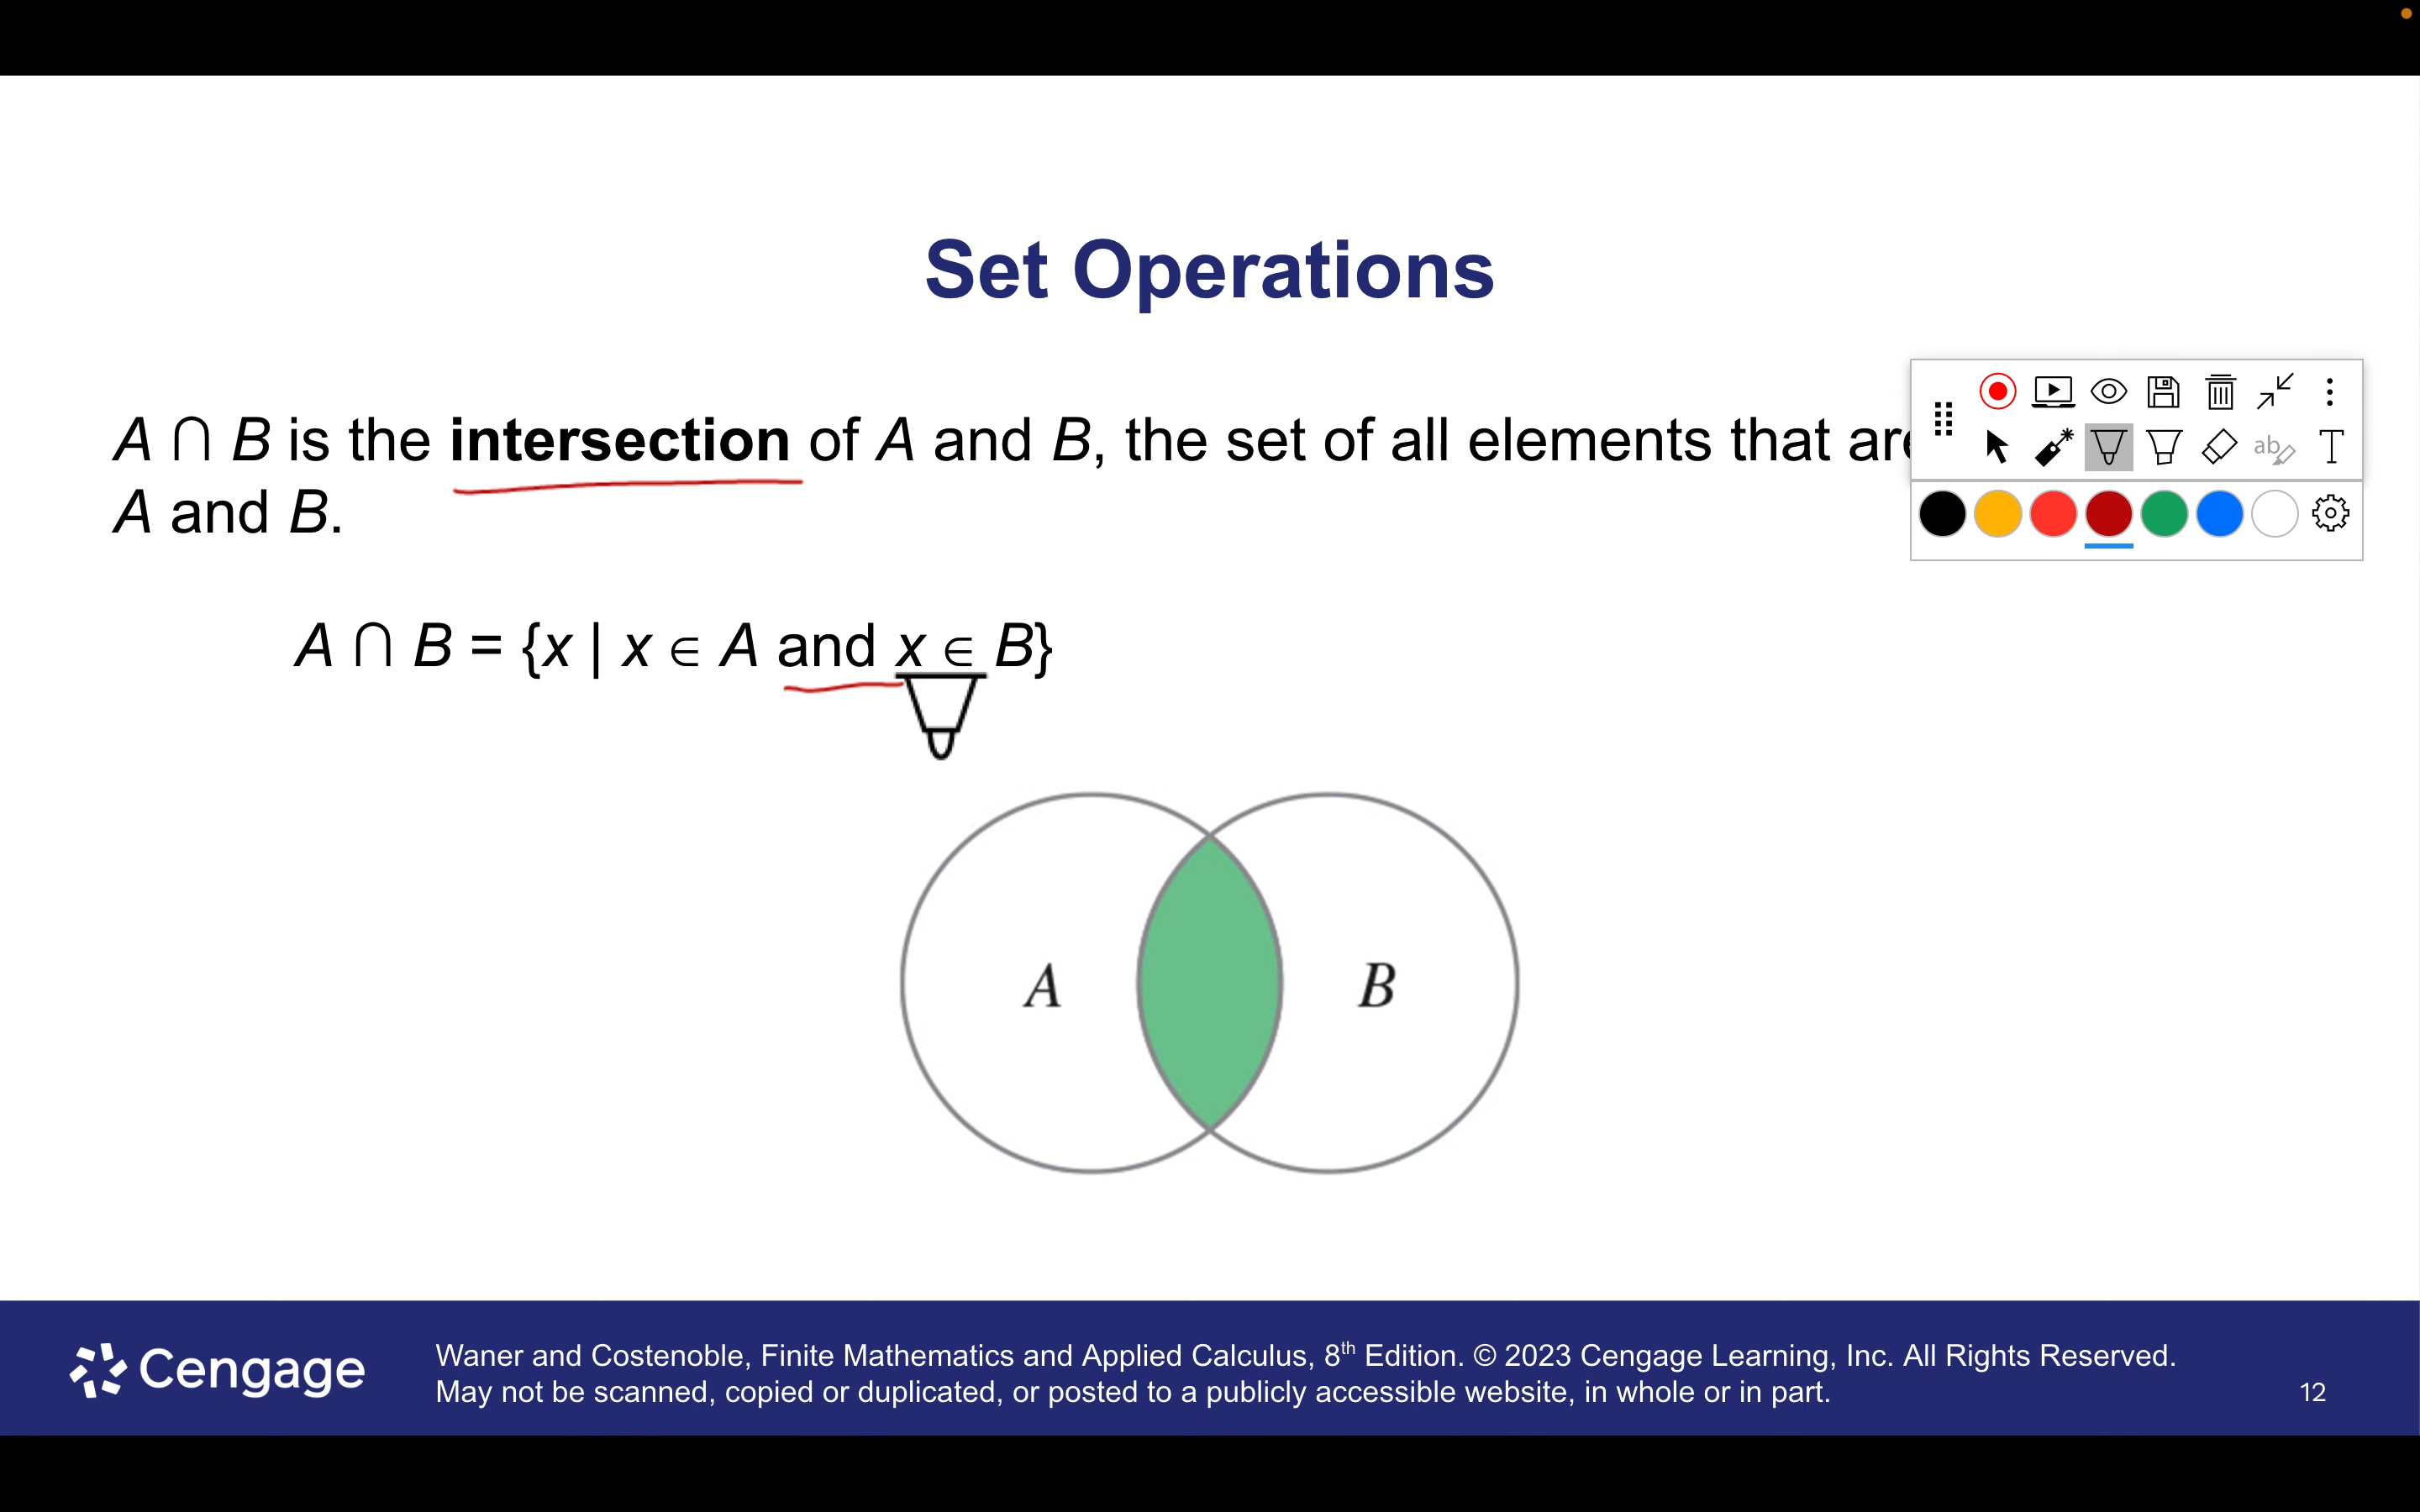 Set Operations
A ∩ B is the intersection of A and B, the set of all elements that are
A and B.
A ∩ B = {x | x ∈ A and x ∈ B}
A
B
Cengage
Waner and Costenoble, Finite Mathematics and Applied Calculus, 8th Edition. © 2023 Cengage Learning, Inc. All Rights Reserved.
May not be scanned, copied or duplicated, or posted to a publicly accessible website, in whole or in part.
12
ab
T